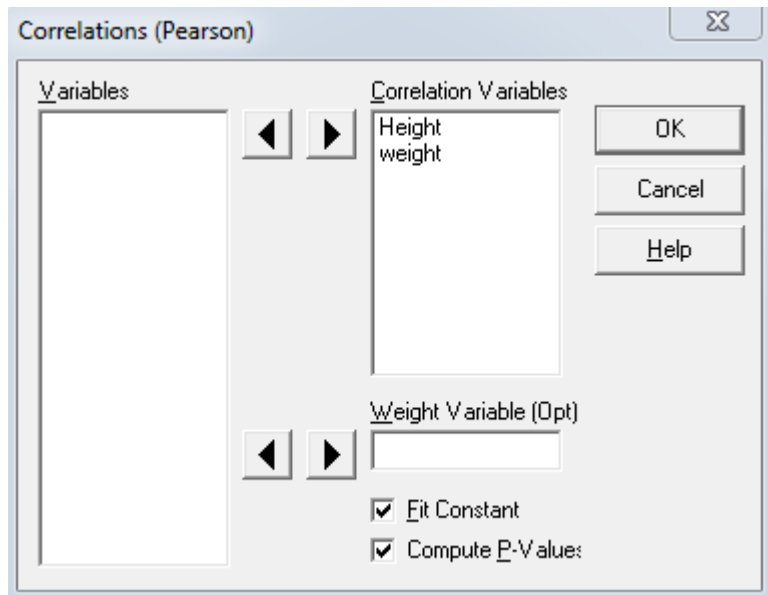 Correlations (Pearson)
Variables
Correlation Variables
Height
weight
OK
Cancel
Help
Weight Variable (Opt)
Fit Constant
Compute P-Values